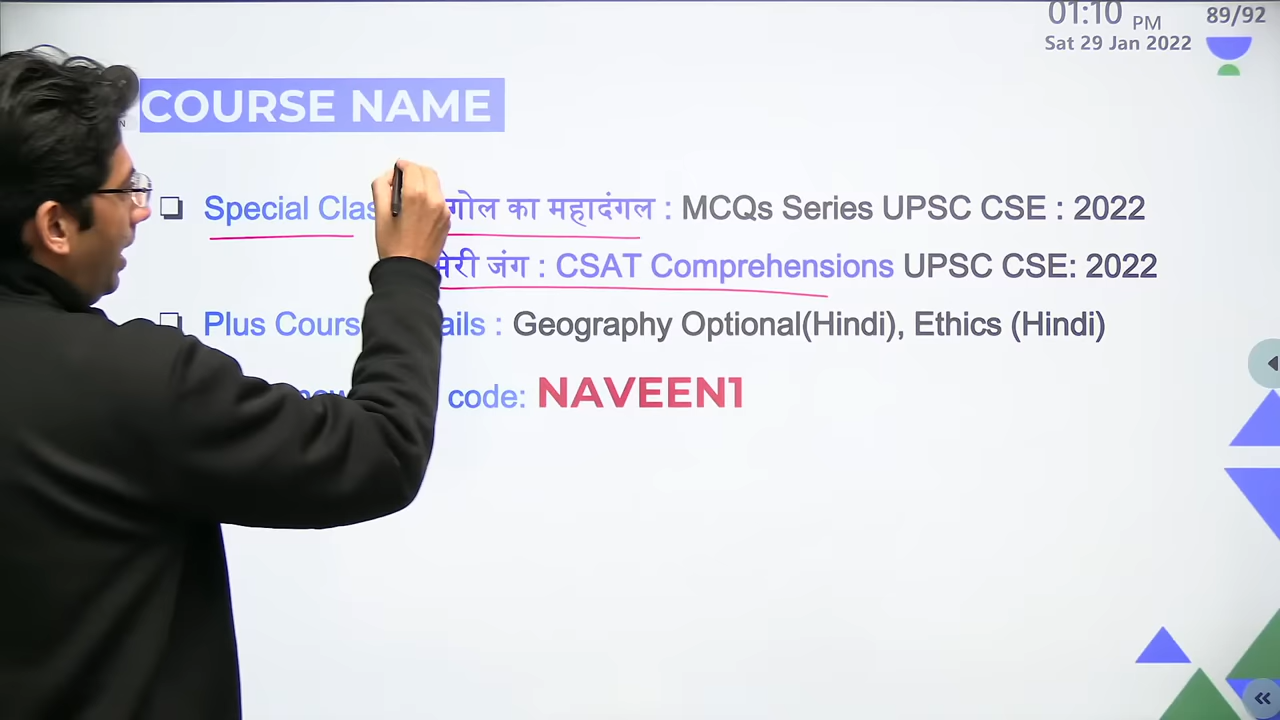 01:10 PM
89/92
Sat 29 Jan 2022
COURSE NAME
Special का महादंगल : MCQs Series UPSC CSE : 2022
जंग : CSAT Comprehensions UPSC CSE: 2022
Plus : Geography Optional(Hindi), Ethics (Hindi)
code: NAVEEN1